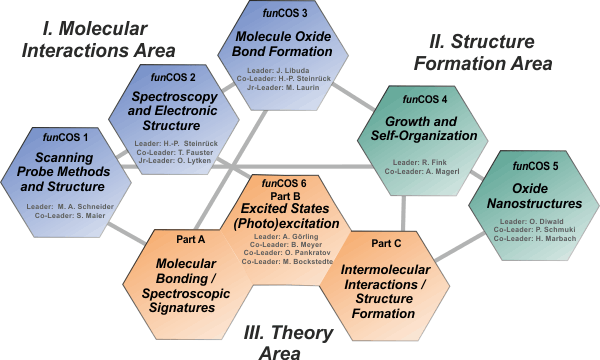 I. Molecular
Interactions Area
funCOS 3
Molecule Oxide
Bond Formation
Leader: J. Libuda
Co-Leader: H.-P. Steinrück
Jr-Leader: M. Laurin
II. Structure
Formation Area
funCOS 2
Spectroscopy
and Electronic
Structure
Leader: H.-P. Steinrück
Co-Leader: T. Fauster
Jr-Leader: O. Lytken
funCOS 4
Growth and
Self-Organization
Leader: R. Fink
Co-Leader: A. Magerl
funCOS 1
Scanning
Probe Methods
and Structure
Leader: M. A. Schneider
Co-Leader: S. Maier
funCOS 5
Oxide
Nanostructures
Leader: O. Diwald
Co-Leader: P. Schmuki
Co-Leader: H. Marbach
funCOS 6
Part B
Excited States
(Photo)excitation
Leader: A. Görling
Co-Leader: B. Meyer
Co-Leader: O. Pankratov
Co-Leader: M. Bockstedte
Part A
Molecular
Bonding /
Spectroscopic
Signatures
Part C
Intermolecular
Interactions /
Structure
Formation
III. Theory
Area